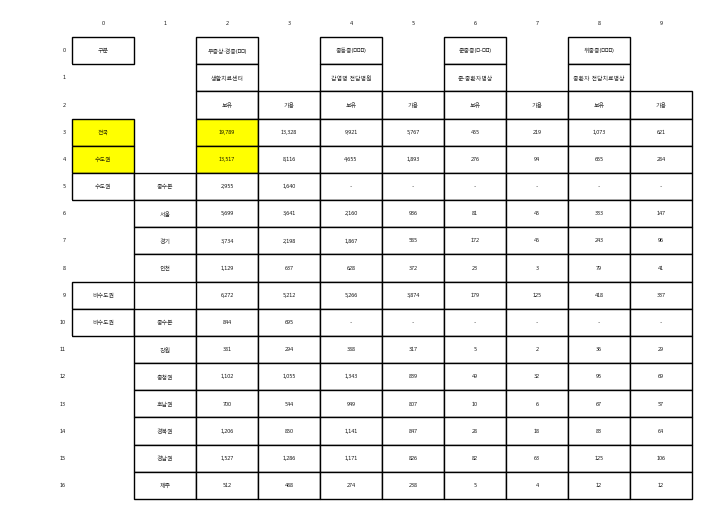 0 1 2 3 4 5 6 7 8 9
0 구분 무증상·경증(□□) 중등증(□□□) 준중증(□-□□) 위중증(□□□)
1 생활치료센터 감염병 전담병원 준-중환자병상 중환자 전담치료병상
2 보유 가용 보유 가용 보유 가용 보유 가용
3 전국 19,789 13,328 9,921 5,767 455 219 1,073 621
4 수도권 13,517 8,116 4,655 1,893 276 94 655 284
5 수도권 중수본 2,955 1,640 - - - - - -
6 서울 5,699 3,641 2,160 936 81 45 333 147
7 경기 3,734 2,198 1,867 585 172 46 243 96
8 인천 1,129 637 628 372 23 3 79 41
9 비수도권 6,272 5,212 5,266 3,874 179 125 418 337
10 비수도권 중수본 844 695 - - - - - -
11 강원 381 294 388 317 5 2 36 29
12 충청권 1,102 1,055 1,343 839 49 32 95 69
13 호남권 700 544 949 807 10 6 67 57
14 경북권 1,206 850 1,141 847 28 18 83 64
15 경남권 1,527 1,286 1,171 826 82 63 125 106
16 제주 512 488 274 238 5 4 12 12